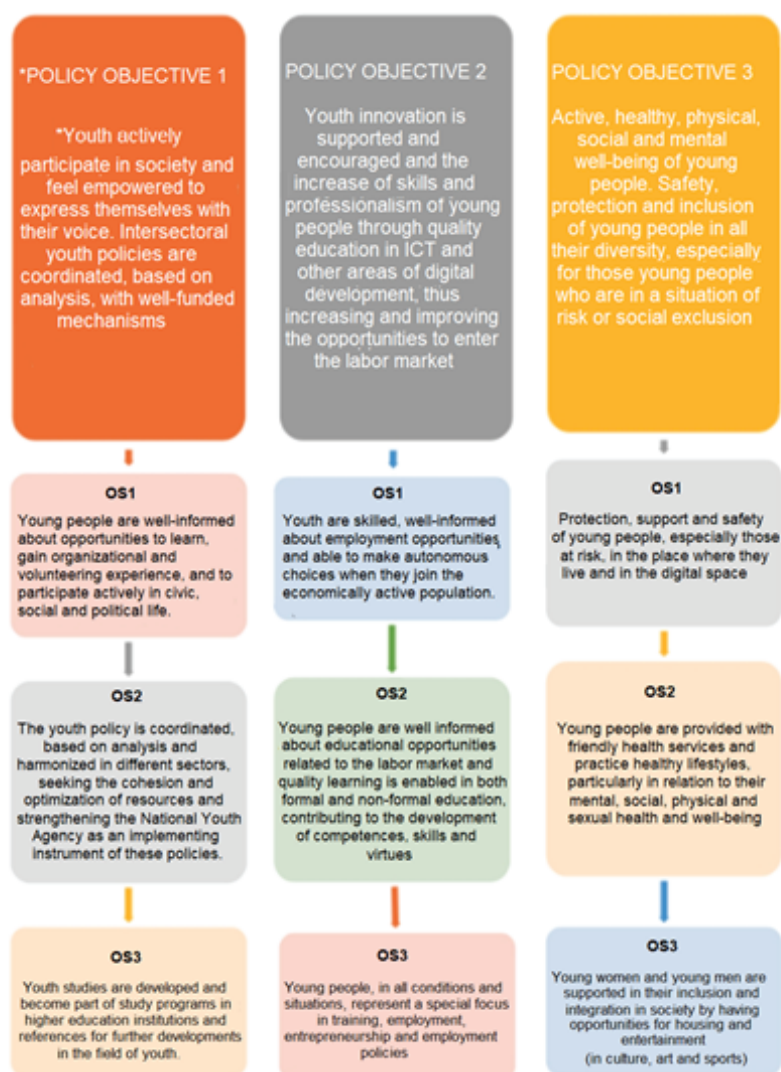 *POLICY OBJECTIVE 1
*Youth actively
participate in society and
feel empowered to
express themselves with
their voice. Intersectoral
youth policies are
coordinated, based on
analysis, with well-funded
mechanisms
OS1
Young people are well-informed
about opportunities to learn,
gain organizational and
volunteering experience, and to
participate actively in civic,
social and political life.
OS2
The youth policy is coordinated,
based on analysis and
harmonized in different sectors,
seeking the cohesion and
optimization of resources and
strengthening the National Youth
Agency as an implementing
instrument of these policies.
OS3
Youth studies are developed and
become part of study programs in
higher education institutions and
references for further developments
in the field of youth.
POLICY OBJECTIVE 2
Youth innovation is
supported and
encouraged and the
increase of skills and
professionalism of young
people through quality
education in ICT and
other areas of digital
development, thus
increasing and improving
the opportunities to enter
the labor market
OS1
Youth are skilled, well-informed
about employment opportunities,
and able to make autonomous
choices when they join the
economically active population.
OS2
Young people are well informed
about educational opportunities
related to the labor market and
quality learning is enabled in both
formal and non-formal education,
contributing to the development
of competences, skills and
virtues
OS3
Young people, in all conditions and
situations, represent a special focus
in training, employment,
entrepreneurship and employment
policies
POLICY OBJECTIVE 3
Active, healthy, physical,
social and mental
well-being of young
people. Safety,
protection and inclusion
of young people in all
their diversity, especially
for those young people
who are in a situation of
risk or social exclusion
OS1
Protection, support and safety
of young people, especially those
at risk, in the place where they
live and in the digital space
OS2
Young people are provided with
friendly health services and
practice healthy lifestyles,
particularly in relation to their
mental, social, physical and
sexual health and well-being
OS3
Young women and young men are
supported in their inclusion and
integration in society by having
opportunities for housing and
entertainment
(in culture, art and sports)